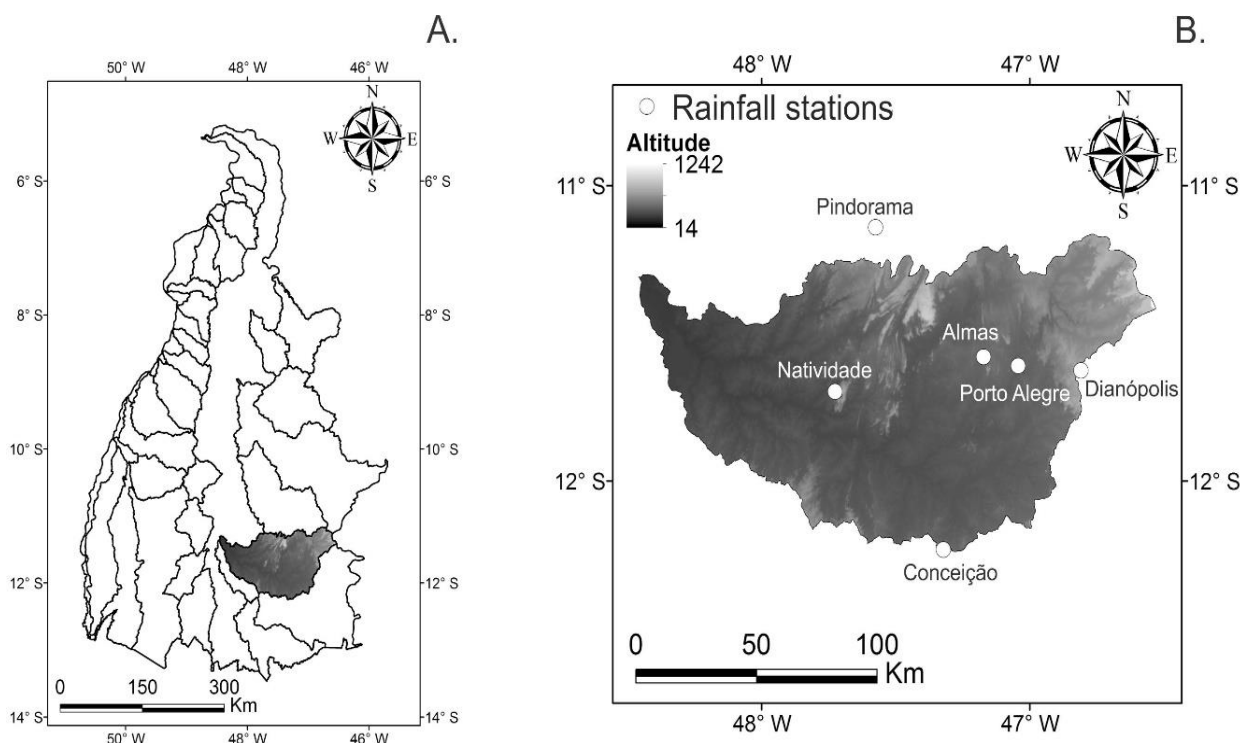 A.
50° W 48° W 46° W
N
W E
S
6° S 6° S
8° S 8° S
10° S 10° S
12° S 12° S
0 150 300
Km
14° S 14° S
50° W 48° W 46° W
B.
48° W 47° W
Rainfall stations
N
W E
S
Altitude
1242
14
11° S 11° S
Pindorama
Almas
Natividade
Porto Alegre
Dianópolis
12° S 12° S
Conceição
0 50 100
Km
48° W 47° W